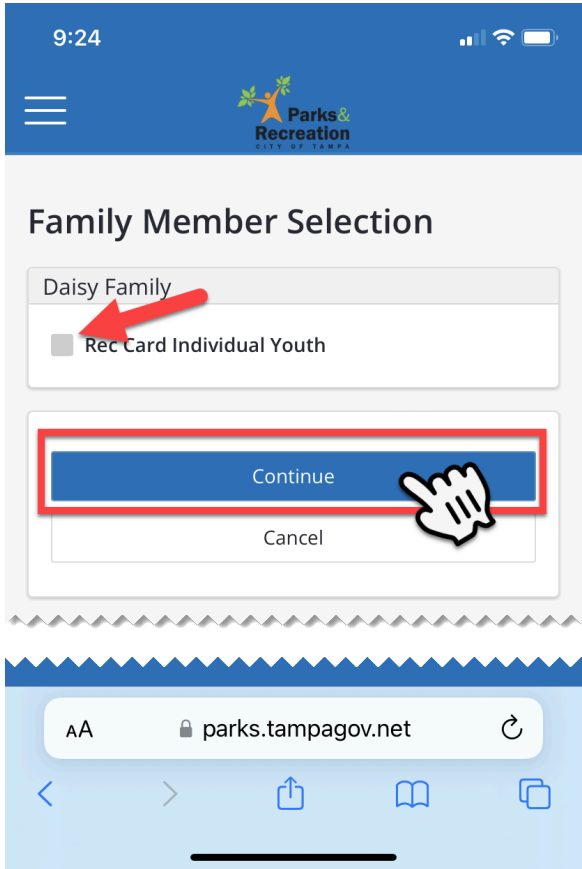 9:24
Parks&
Recreation
CITY OF TAMPA
Family Member Selection
Daisy Family
Rec Card Individual Youth
Continue
Cancel
AA
parks.tampagov.net